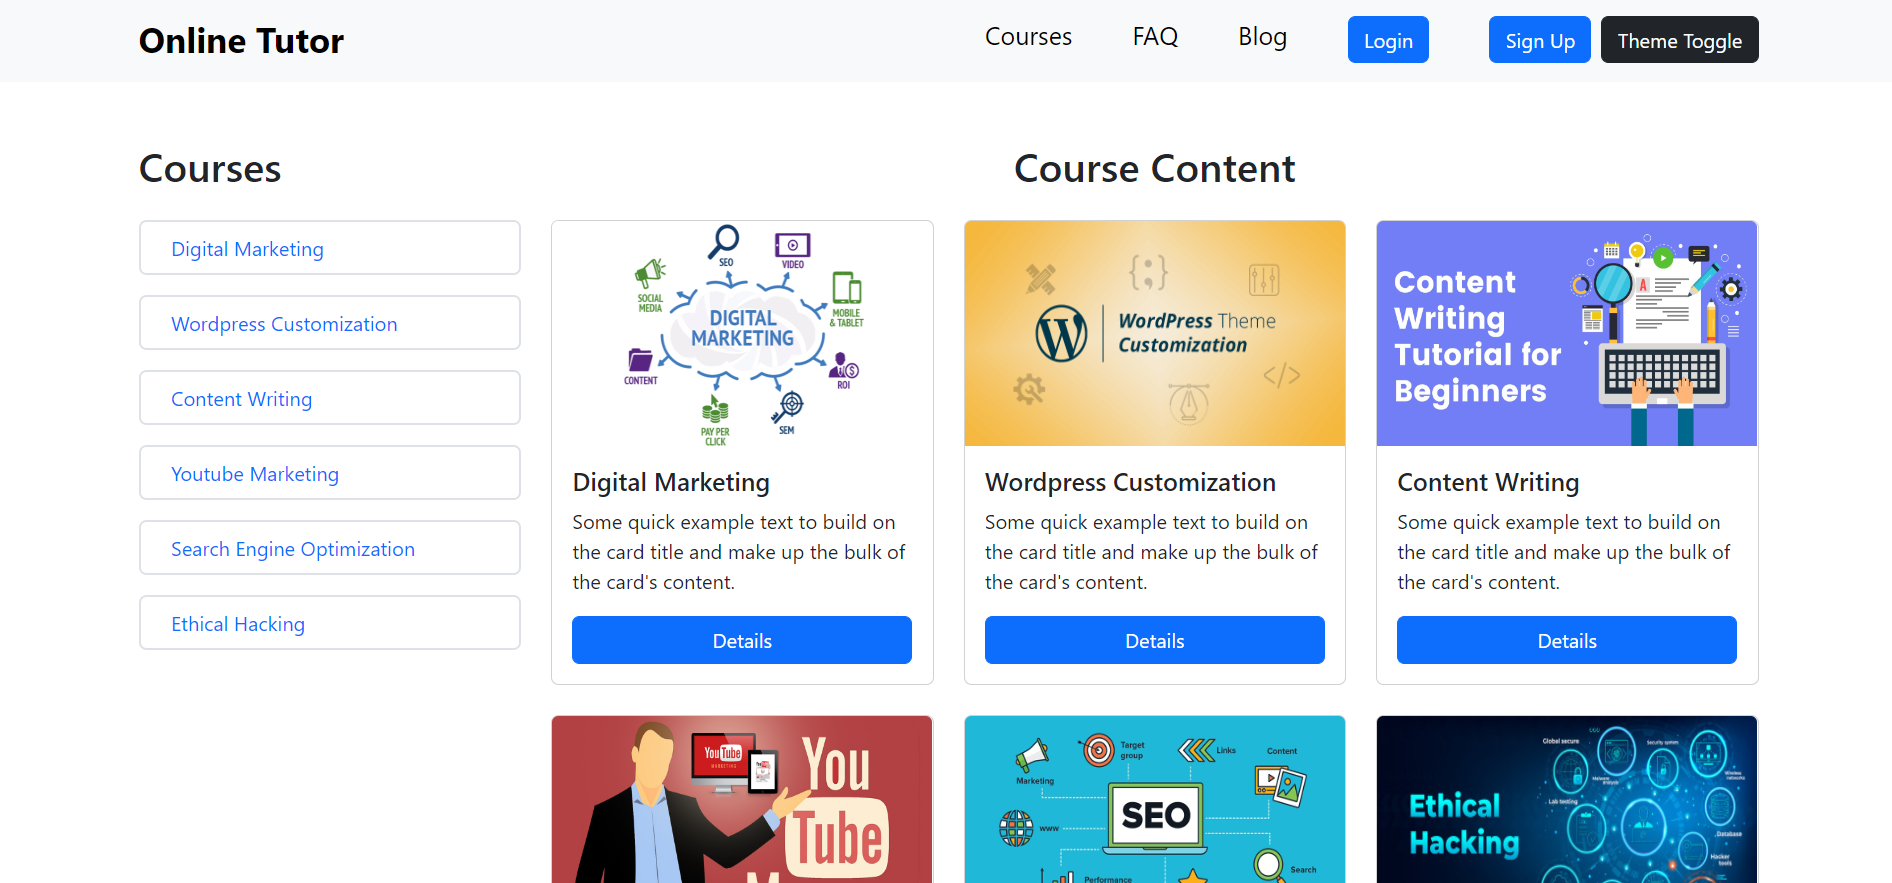 Online Tutor
Courses
FAQ
Blog
Login
Sign Up
Theme Toggle
Courses
Course Content
Digital Marketing
Wordpress Customization
Content Writing
Youtube Marketing
Search Engine Optimization
Ethical Hacking
SEO
VIDEO
SOCIAL
MEDIA
MOBILE
& TABLET
DIGITAL
MARKETING
CONTENT
ROI
PAY PER
CLICK
SEM
Digital Marketing
Some quick example text to build on
the card title and make up the bulk of
the card's content.
Details
WordPress Theme
Customization
Wordpress Customization
Some quick example text to build on
the card title and make up the bulk of
the card's content.
Details
Content
Writing
Tutorial for
Beginners
A
Content Writing
Some quick example text to build on
the card title and make up the bulk of
the card's content.
Details
YouTube
MARKETING
You
Tube
Marketing
Target
group
Links
Content
SEO
www
Performance
Search
Global secure
Security system
Malware
analysis
Wireless
networks
Lab testing
Ethical
Hacking
Database
Hacker
tools